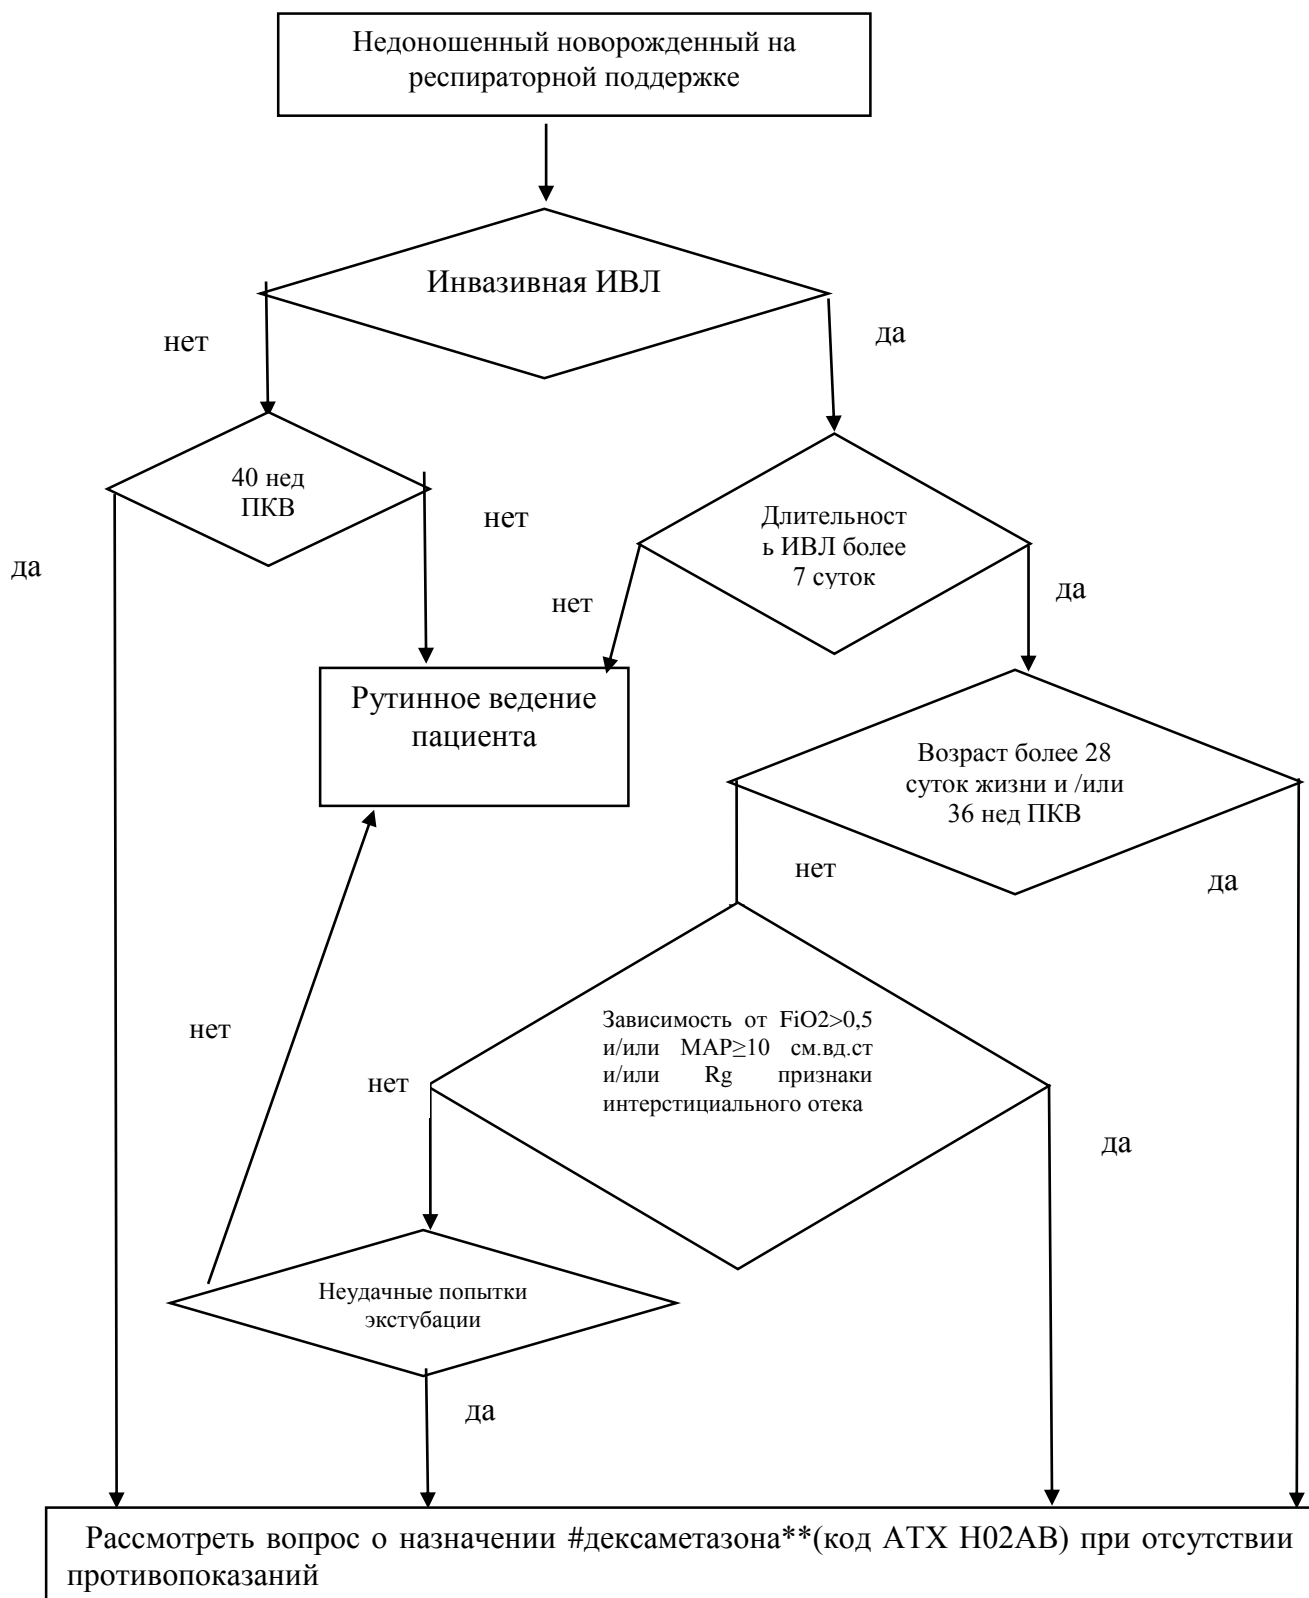 Недоношенный новорожденный на
респираторной поддержке
Инвазивная ИВЛ
нет
да
40 нед
ПКВ
нет
да
Длительност
ь ИВЛ более
7 суток
нет
да
Рутинное ведение
пациента
Возраст более 28
суток жизни и /или
36 нед ПКВ
нет
да
Зависимость от FiO2>0,5
и/или MAP≥10 см.вд.ст
и/или Rg признаки
интерстициального отека
нет
нет
да
Неудачные попытки
экстубации
да
Рассмотреть вопрос о назначении #дексаметазона**(код АТХ H02AB) при отсутствии
противопоказаний